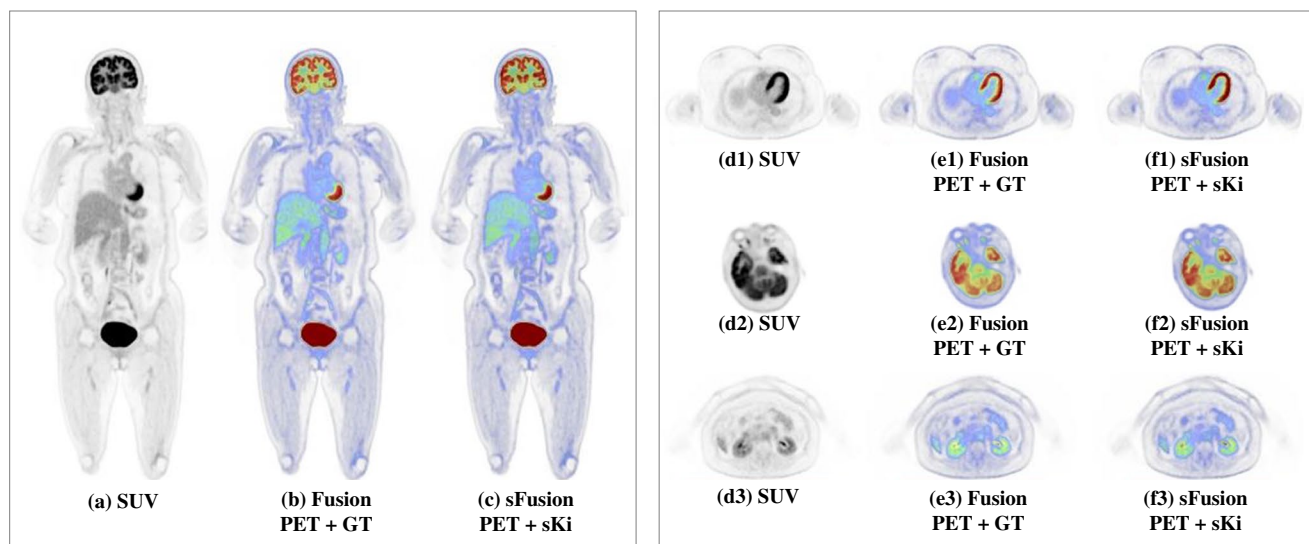 (a) SUV
(b) Fusion
PET + GT
(c) sFusion
PET + sKi
(d1) SUV
(e1) Fusion
PET + GT
(f1) sFusion
PET + sKi
(d2) SUV
(e2) Fusion
PET + GT
(f2) sFusion
PET + sKi
(d3) SUV
(e3) Fusion
PET + GT
(f3) sFusion
PET + sKi